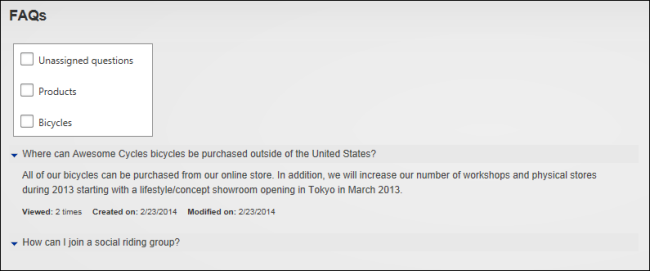 FAQs
Unassigned questions
Products
Bicycles
Where can Awesome Cycles bicycles be purchased outside of the United States?
All of our bicycles can be purchased from our online store. In addition, we will increase our number of workshops and physical stores
during 2013 starting with a lifestyle/concept showroom opening in Tokyo in March 2013.
Viewed: 2 times Created on: 2/23/2014 Modified on: 2/23/2014
How can I join a social riding group?